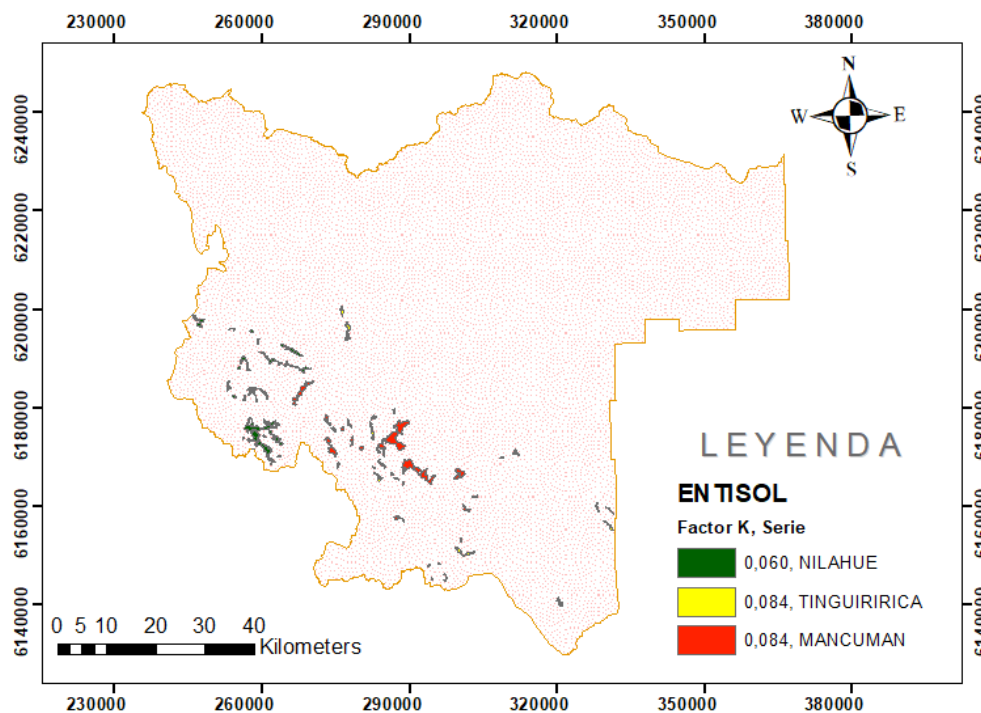 230000 260000 290000 320000 350000 380000
N
W E
S
6240000 6240000
6220000 6220000
6200000 6200000
6180000 6180000
6160000 6160000
6140000 6140000
LEYENDA
ENTISOL
Factor K, Serie
0,060, NILAHUE
0,084, TINGUIRIRICA
0,084, MANCUMAN
0 5 10 20 30 40
Kilometers
230000 260000 290000 320000 350000 380000